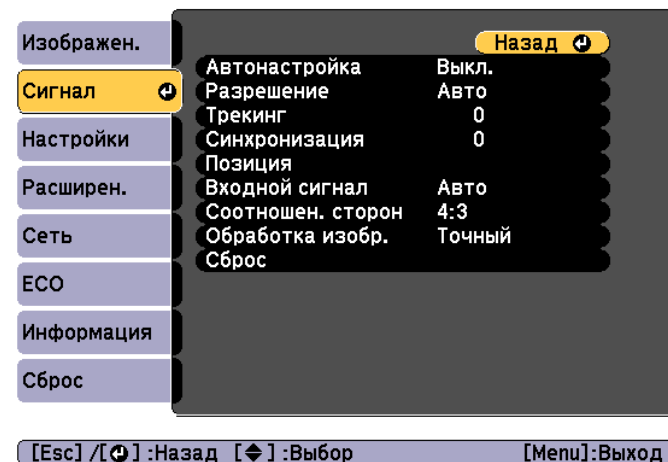 Изображен.
Сигнал
Настройки
Расширен.
Сеть
ECO
Информация
Сброс
Назад
Автонастройка Выкл.
Разрешение Авто
Трекинг 0
Синхронизация 0
Позиция
Входной сигнал Авто
Соотношен. сторон 4:3
Обработка изобр. Точный
Сброс
[Esc] /[ ] :Назад [ ] :Выбор [Menu]:Выход